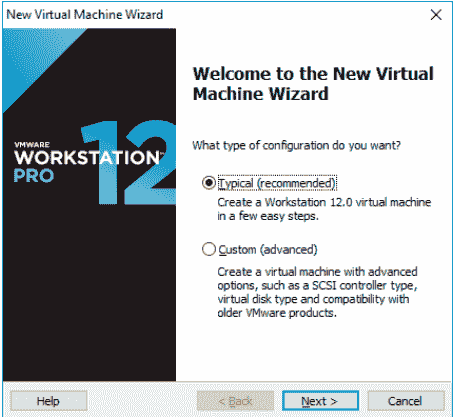 New Virtual Machine Wizard
Welcome to the New Virtual
Machine Wizard
VMWARE
WORKSTATION™
PRO
12
What type of configuration do you want?
Typical (recommended)
Create a Workstation 12.0 virtual machine
in a few easy steps.
Custom (advanced)
Create a virtual machine with advanced
options, such as a SCSI controller type,
virtual disk type and compatibility with
older VMware products.
Help
< Back
Next >
Cancel